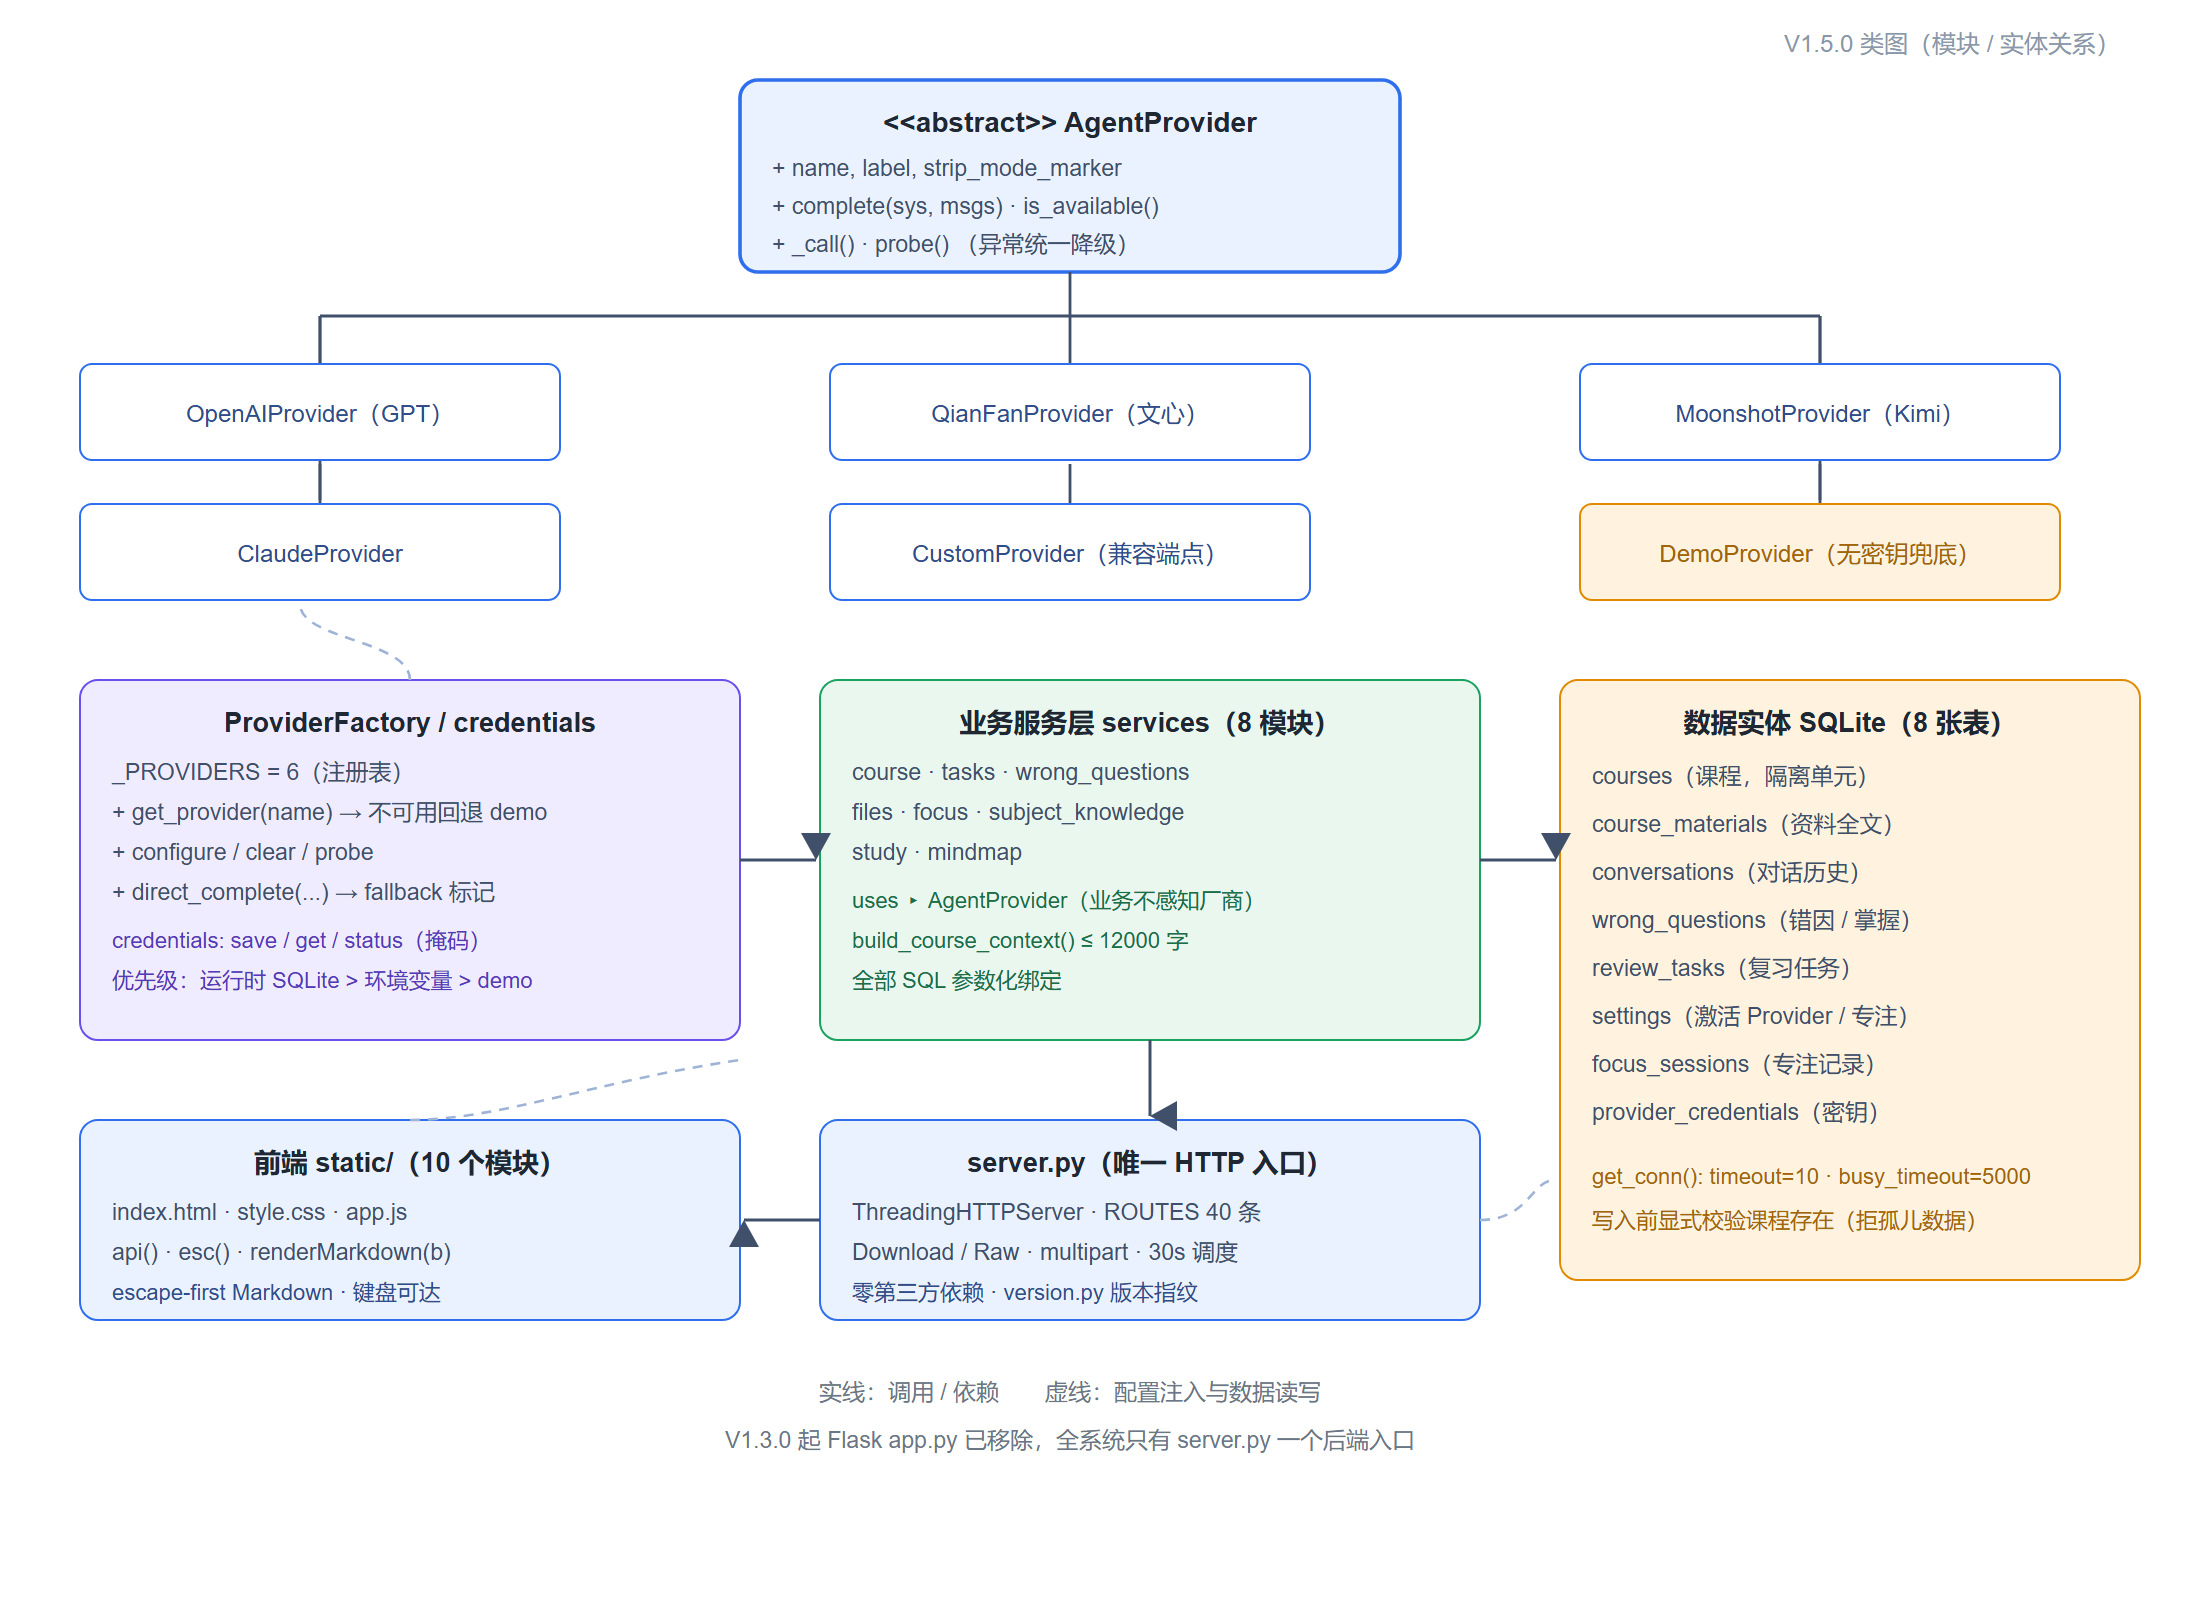 V1.5.0 类图（模块 / 实体关系）
<<abstract>> AgentProvider
+ name, label, strip_mode_marker
+ complete(sys, msgs) · is_available()
+ _call() · probe() （异常统一降级）
OpenAIProvider（GPT）
QianFanProvider（文心）
MoonshotProvider（Kimi）
ClaudeProvider
CustomProvider（兼容端点）
DemoProvider（无密钥兜底）
ProviderFactory / credentials
_PROVIDERS = 6（注册表）
+ get_provider(name) → 不可用回退 demo
+ configure / clear / probe
+ direct_complete(...) → fallback 标记
credentials: save / get / status（掩码）
优先级：运行时 SQLite > 环境变量 > demo
业务服务层 services（8 模块）
course · tasks · wrong_questions
files · focus · subject_knowledge
study · mindmap
uses ‣ AgentProvider（业务不感知厂商）
build_course_context() ≤ 12000 字
全部 SQL 参数化绑定
数据实体 SQLite（8 张表）
courses（课程，隔离单元）
course_materials（资料全文）
conversations（对话历史）
wrong_questions（错因 / 掌握）
review_tasks（复习任务）
settings（激活 Provider / 专注）
focus_sessions（专注记录）
provider_credentials（密钥）
get_conn(): timeout=10 · busy_timeout=5000
写入前显式校验课程存在（拒孤儿数据）
前端 static/（10 个模块）
index.html · style.css · app.js
api() · esc() · renderMarkdown(b)
escape-first Markdown · 键盘可达
server.py（唯一 HTTP 入口）
ThreadingHTTPServer · ROUTES 40 条
Download / Raw · multipart · 30s 调度
零第三方依赖 · version.py 版本指纹
实线：调用 / 依赖　　虚线：配置注入与数据读写
V1.3.0 起 Flask app.py 已移除，全系统只有 server.py 一个后端入口